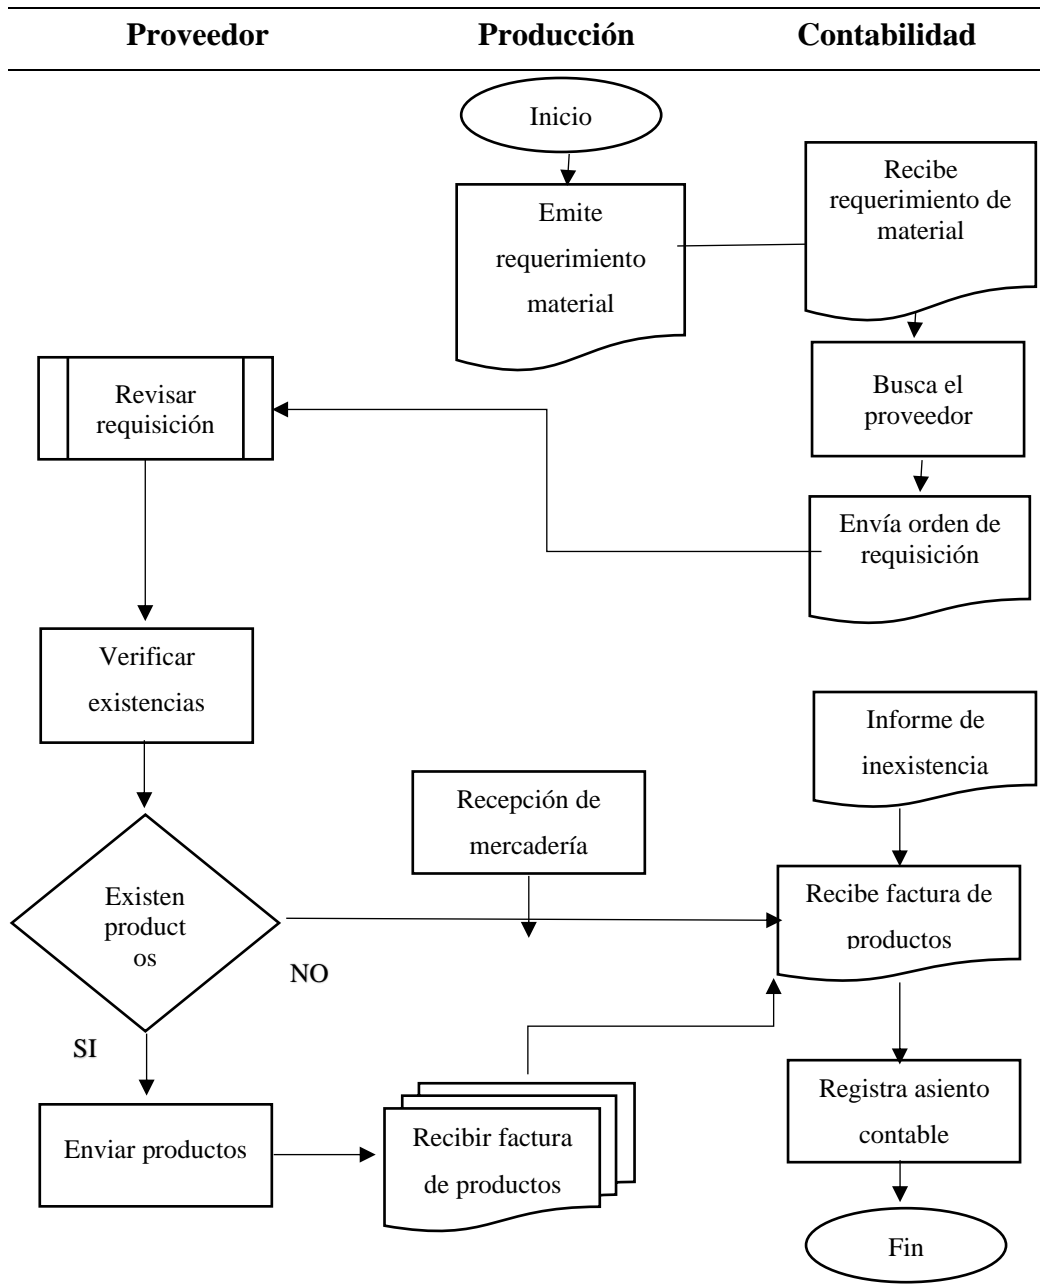 Proveedor Producción Contabilidad
Inicio
Emite
requerimiento
material
Recibe
requerimiento de
material
Busca el
proveedor
Envía orden de
requisición
Revisar
requisición
Verificar
existencias
Existen
product
os
NO
SI
Enviar productos
Recibir factura
de productos
Recepción de
mercadería
Informe de
inexistencia
Recibe factura de
productos
Registra asiento
contable
Fin